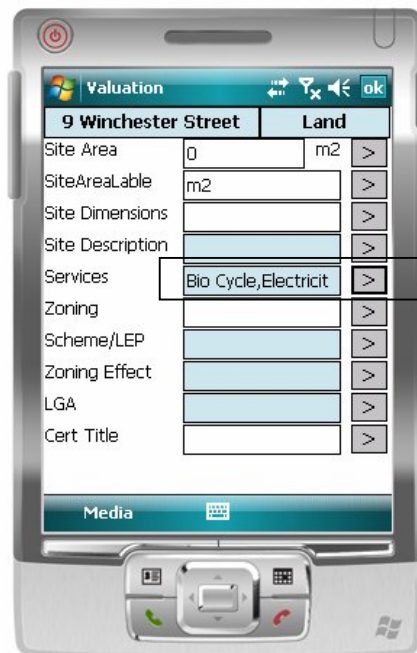 Valuation ok
9 Winchester Street Land
Site Area 0 m2 >
SiteAreaLable m2 >
Site Dimensions >
Site Description >
Services Bio Cycle,Electricit >
Zoning >
Scheme/LEP >
Zoning Effect >
LGA >
Cert Title >
Media